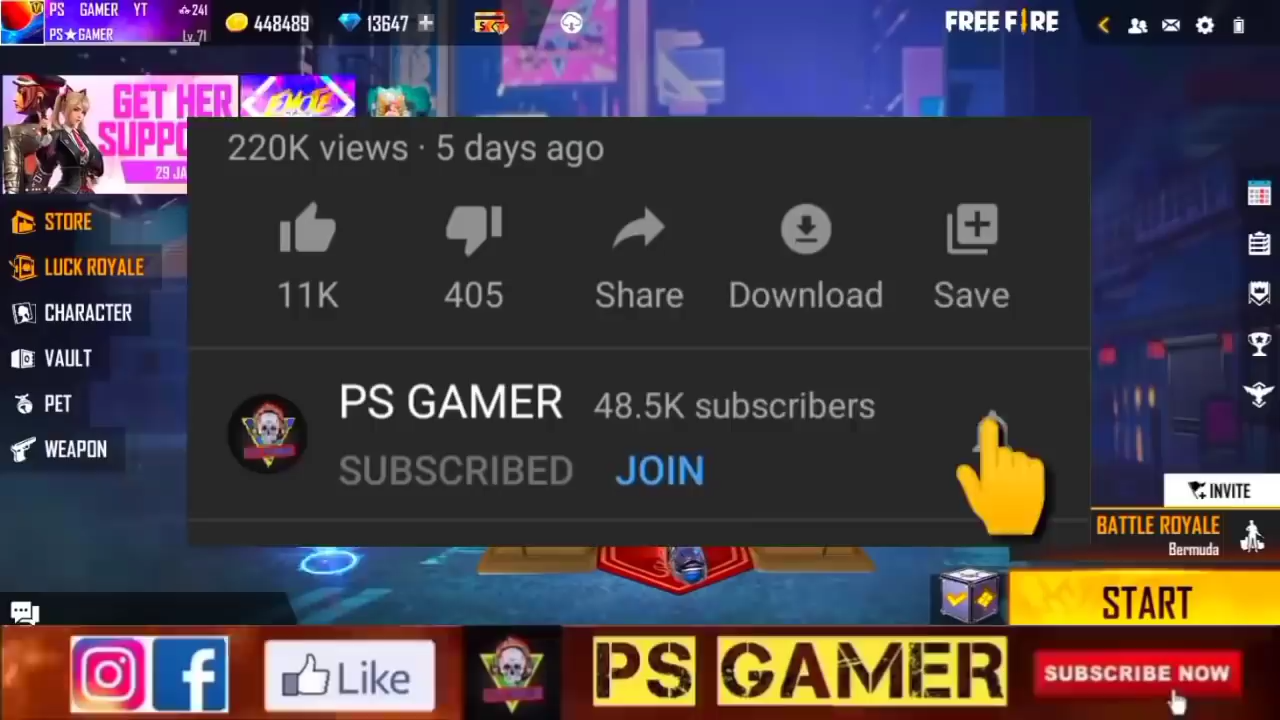 PS GAMER YT
241
PS★GAMER
Lv. 71
448489
13647
FREE FIRE
GET HER
SUPPO
29 JA
EMOTE
STORE
LUCK ROYALE
CHARACTER
VAULT
PET
WEAPON
220K views · 5 days ago
11K
405
Share
Download
Save
PS GAMER 48.5K subscribers
SUBSCRIBED JOIN
INVITE
BATTLE ROYALE
Bermuda
START
Like
PS GAMER
SUBSCRIBE NOW